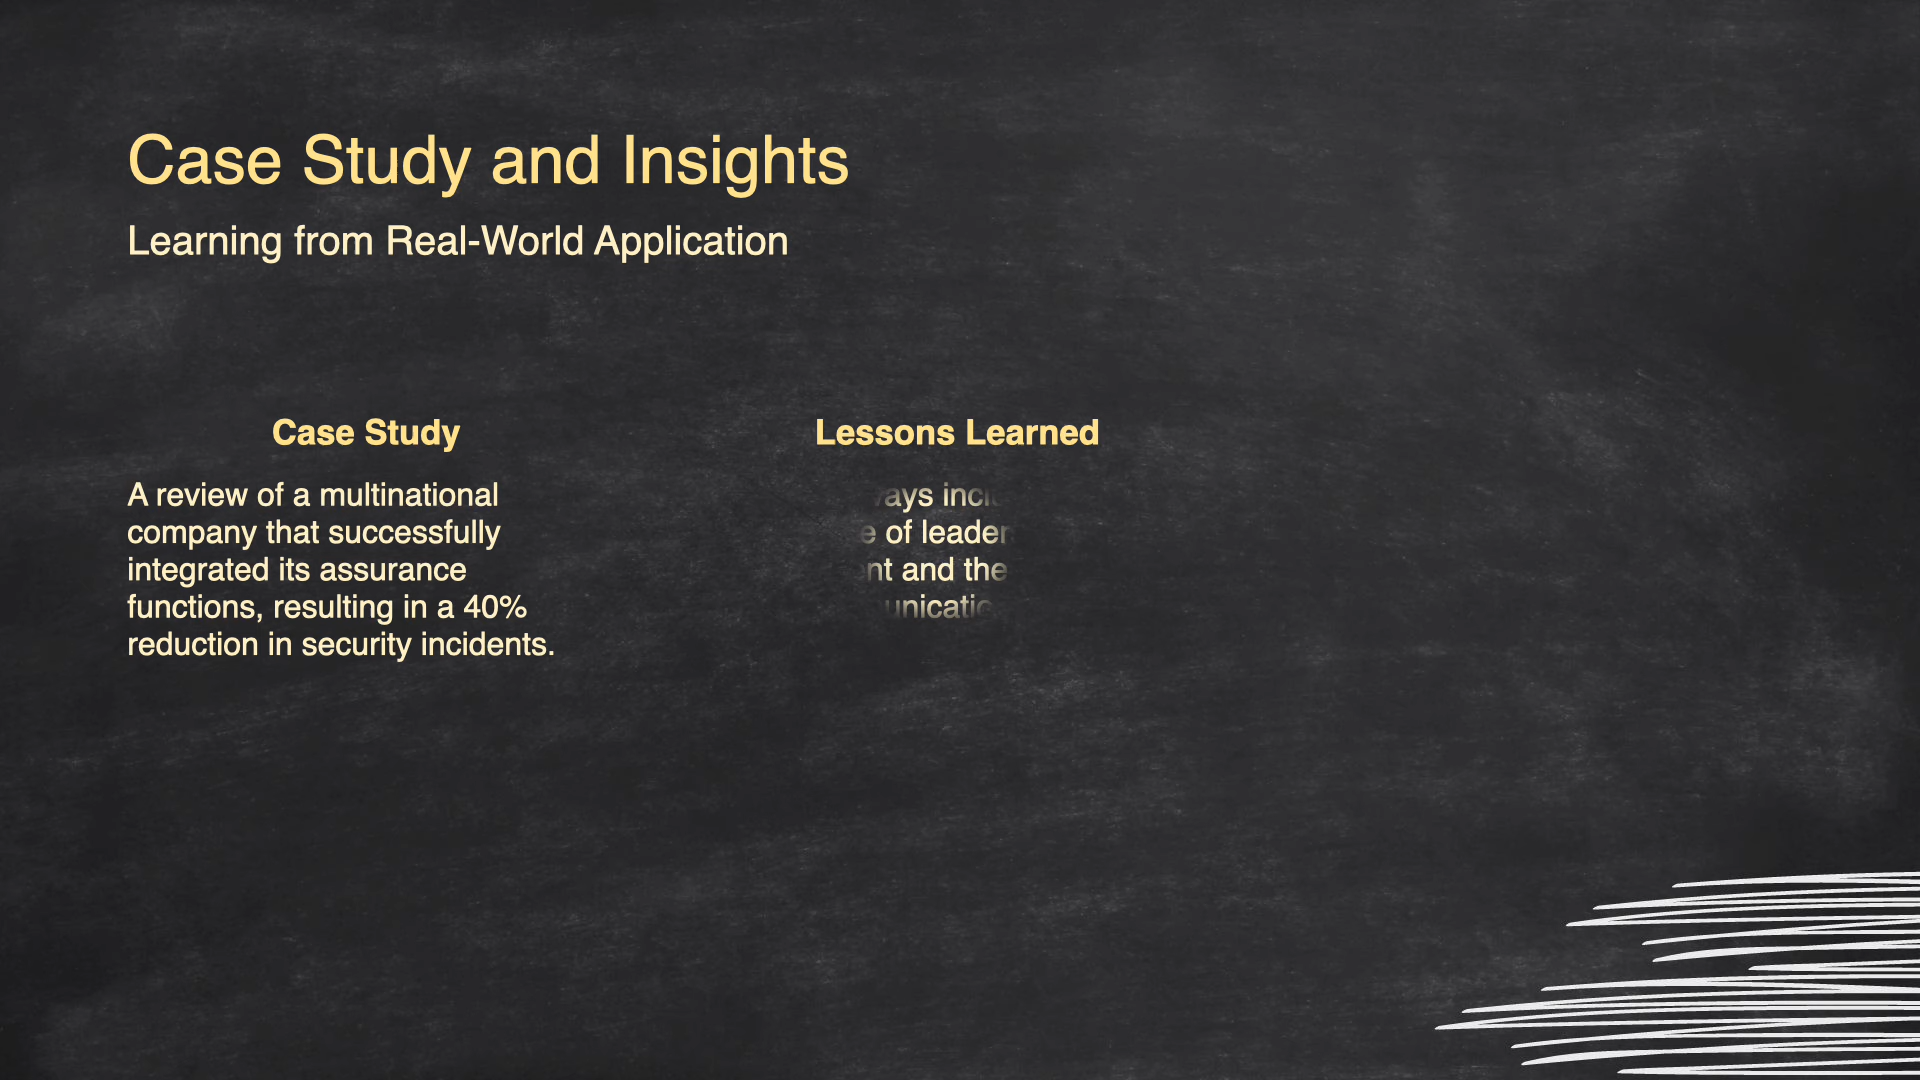 Case Study and Insights
Learning from Real-World Application
Case Study
A review of a multinational
company that successfully
integrated its assurance
functions, resulting in a 40%
reduction in security incidents.
Lessons Learned
of
and the